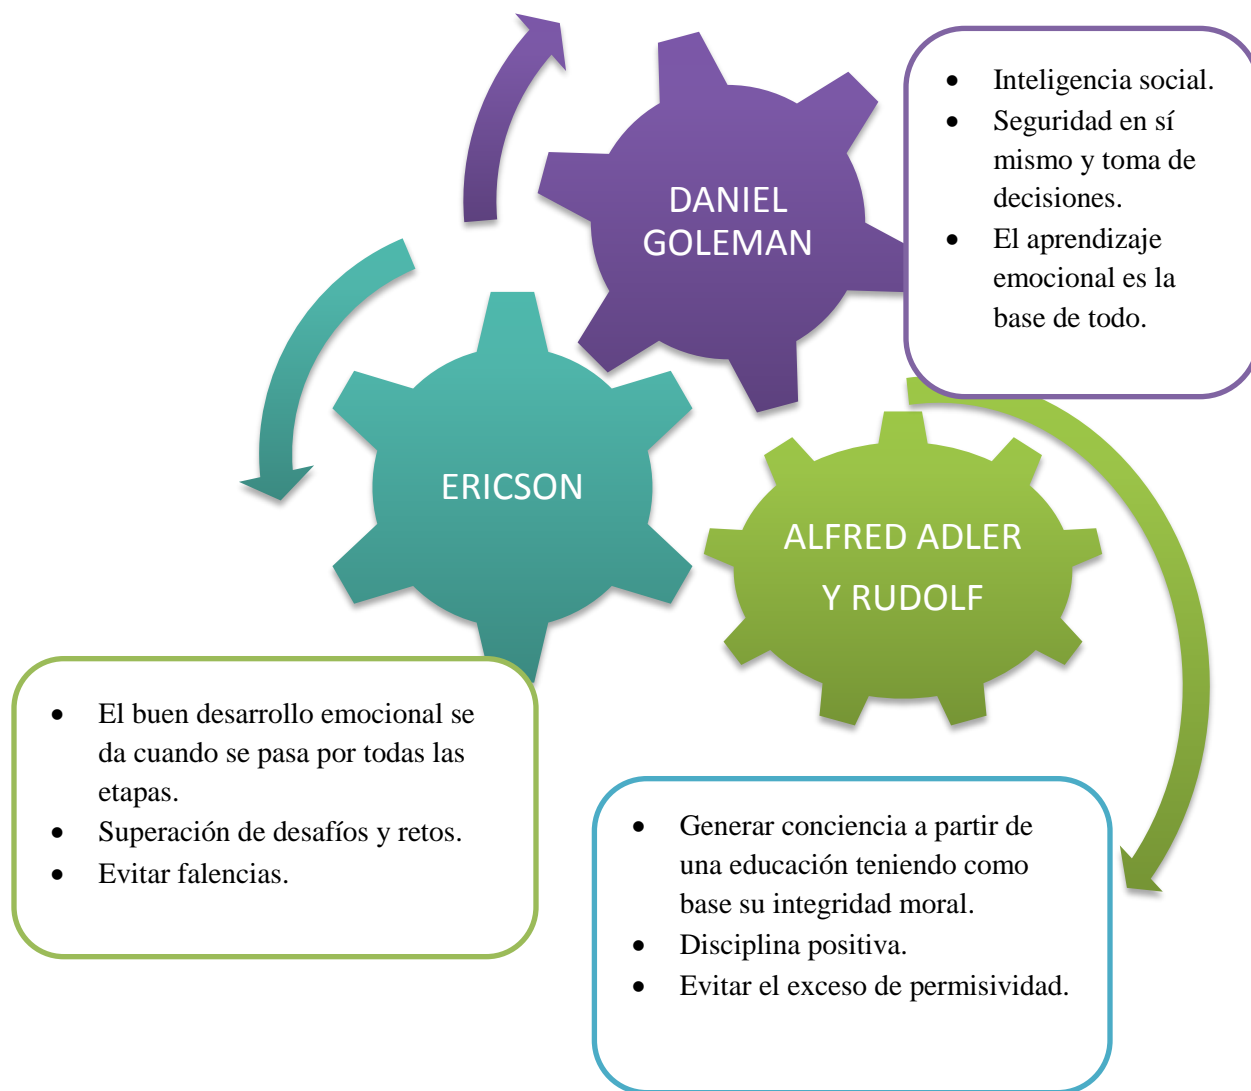 DANIEL
GOLEMAN
• Inteligencia social.
• Seguridad en sí
mismo y toma de
decisiones.
• El aprendizaje
emocional es la
base de todo.
ERICSON
ALFRED ADLER
Y RUDOLF
• El buen desarrollo emocional se
da cuando se pasa por todas las
etapas.
• Superación de desafíos y retos.
• Evitar falencias.
• Generar conciencia a partir de
una educación teniendo como
base su integridad moral.
• Disciplina positiva.
• Evitar el exceso de permisividad.